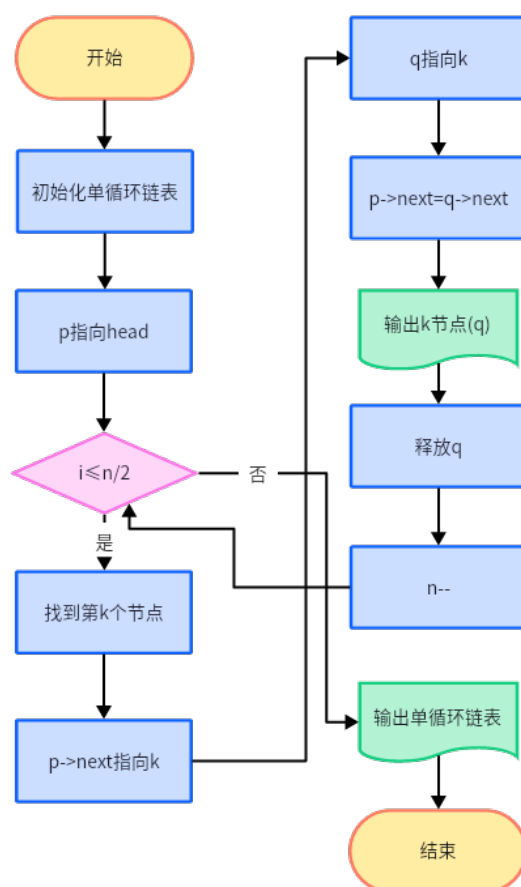 开始
初始化单循环链表
p指向head
i≤n/2
否
是
找到第k个节点
p->next指向k
q指向k
p->next=q->next
输出k节点(q)
释放q
n--
输出单循环链表
结束